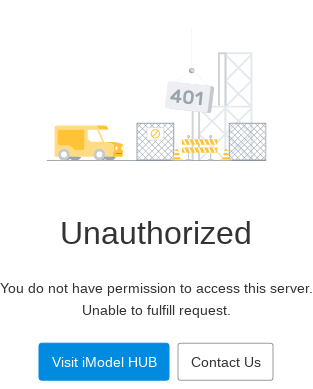 401
Unauthorized
You do not have permission to access this server.
Unable to fulfill request.
Visit iModel HUB
Contact Us